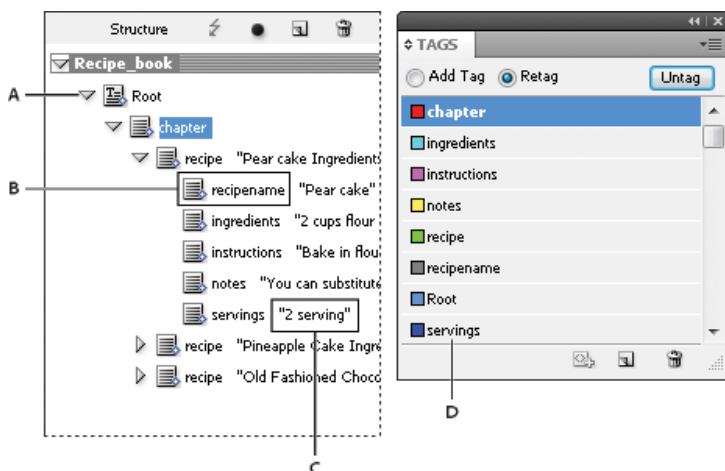 Structure
Recipe_book
A
Root
chapter
recipe "Pear cake Ingredients
B
recipename "Pear cake"
ingredients "2 cups flour
instructions "Bake in flou
notes "You can substitute
servings "2 serving"
recipe "Pineapple Cake Ingre
recipe "Old Fashioned Choco
C
TAGS
Add Tag Retag Untag
chapter
ingredients
instructions
notes
recipe
recipename
Root
servings
D